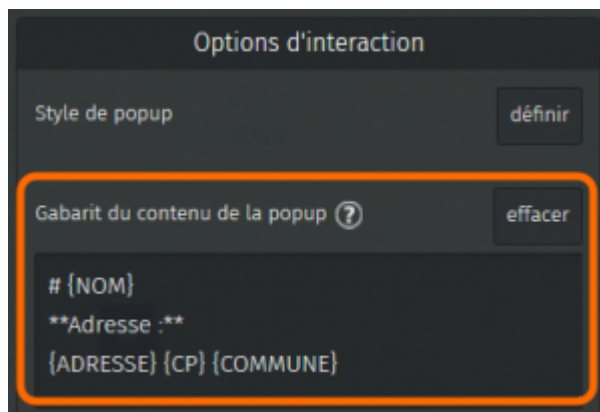 Options d'interaction
Style de popup définir
Gabarit du contenu de la popup ? effacer
# {NOM}
**Adresse :**
{ADRESSE} {CP} {COMMUNE}